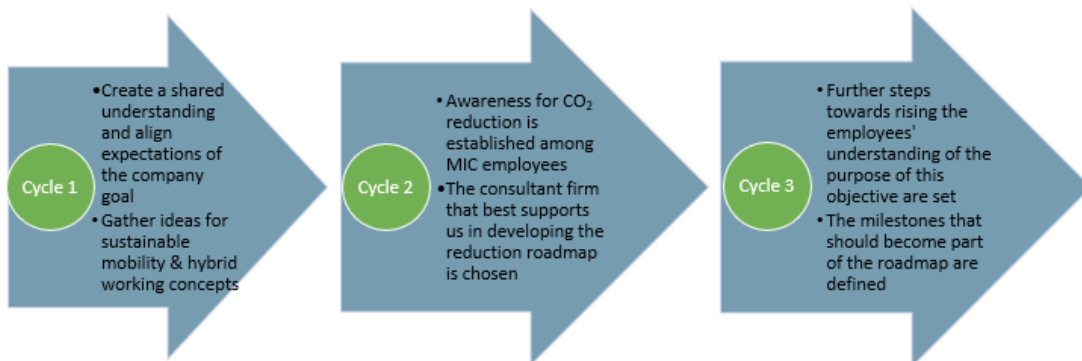 Cycle 1
•Create a shared
understanding
and align
expectations of
the company
goal
• Gather ideas for
sustainable
mobility & hybrid
working concepts
Cycle 2
• Awareness for CO₂
reduction is
established among
MIC employees
•The consultant firm
that best supports
us in developing the
reduction roadmap
is chosen
Cycle 3
• Further steps
towards rising the
employees'
understanding of the
purpose of this
objective are set
• The milestones that
should become part
of the roadmap are
defined